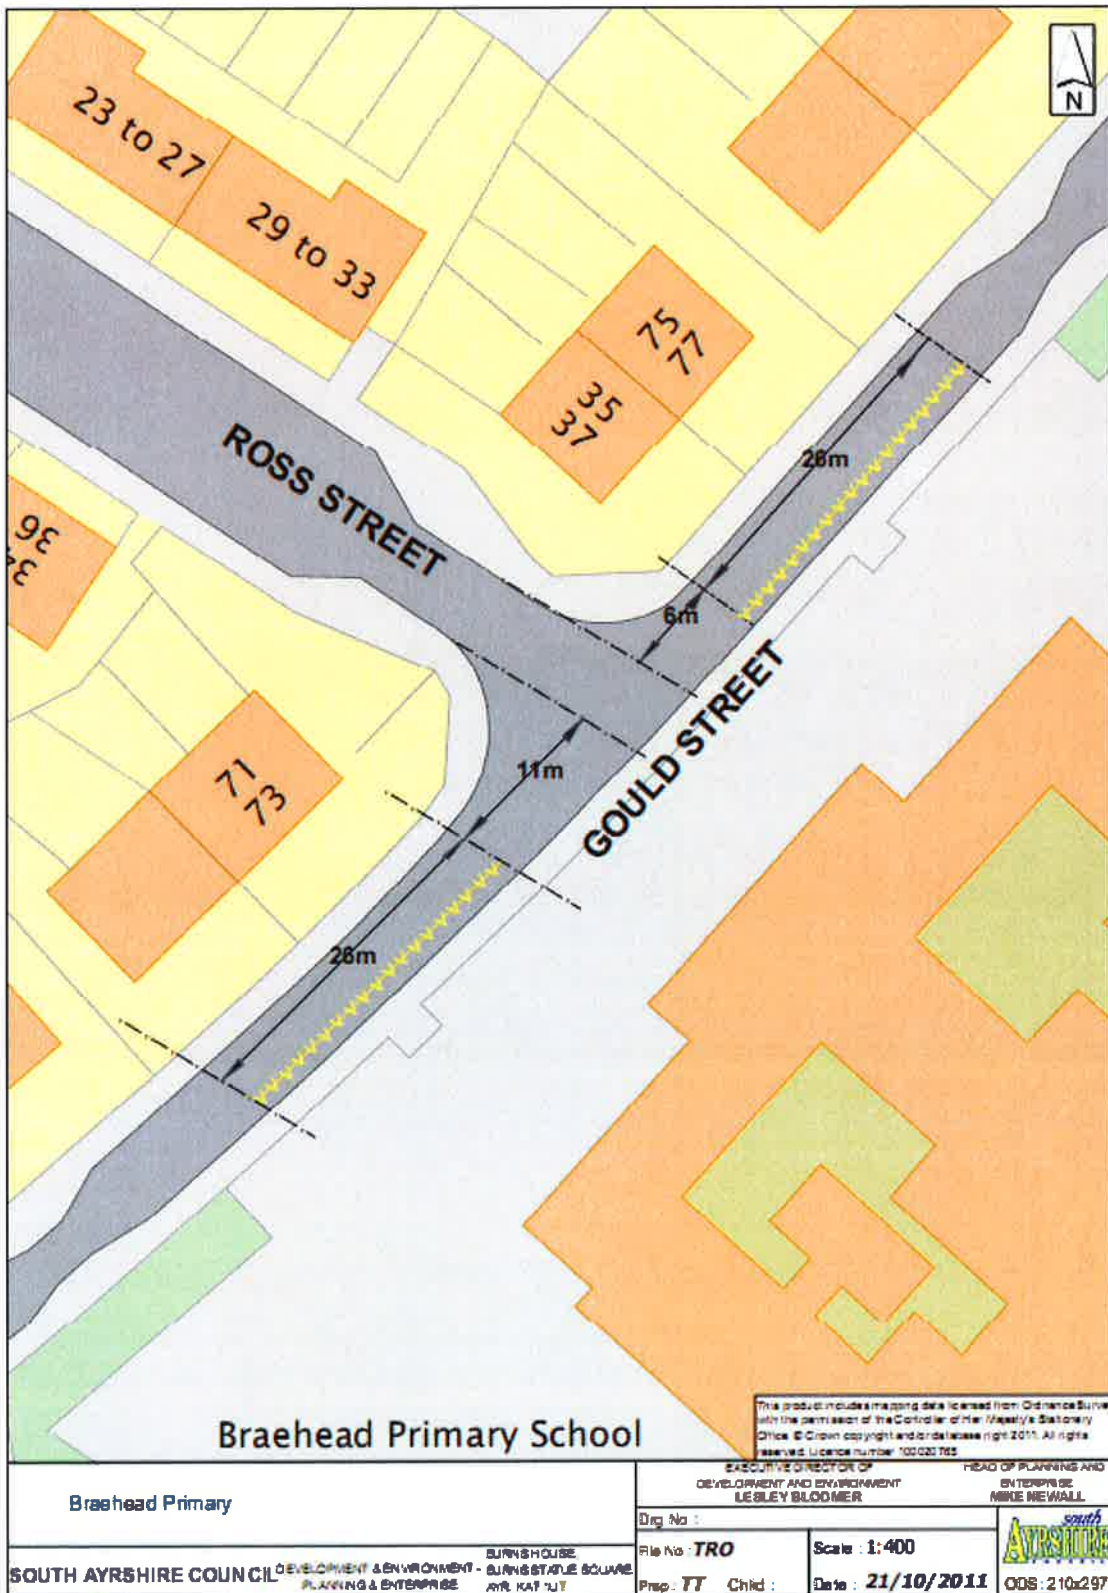 N
23 to 27
29 to 33
75
77
35
37
ROSS STREET
26m
36
6m
GOULD STREET
11m
71
73
26m
Braehead Primary School
This product includes mapping data licensed from Ordnance Survey
with the permission of the Controller of Her Majesty's Stationery
Office. © Crown copyright and/or database right 2011. All rights
reserved. Licence number 100020765
Braehead Primary
EXECUTIVE DIRECTOR OF
DEVELOPMENT AND ENVIRONMENT
LESLEY BLOOMER
HEAD OF PLANNING AND
ENTERPRISE
MIKE NEWALL
Drg No :
File No : TRO
Scale : 1:400
south
AYRSHIRE
SOUTH AYRSHIRE COUNCIL
DEVELOPMENT & ENVIRONMENT -
PLANNING & ENTERPRISE
BURNS HOUSE,
BURNS STATUE SQUARE,
AYR, KA7 1UT
Prep : TT Chkd :
Date : 21/10/2011
ODS : 210x297